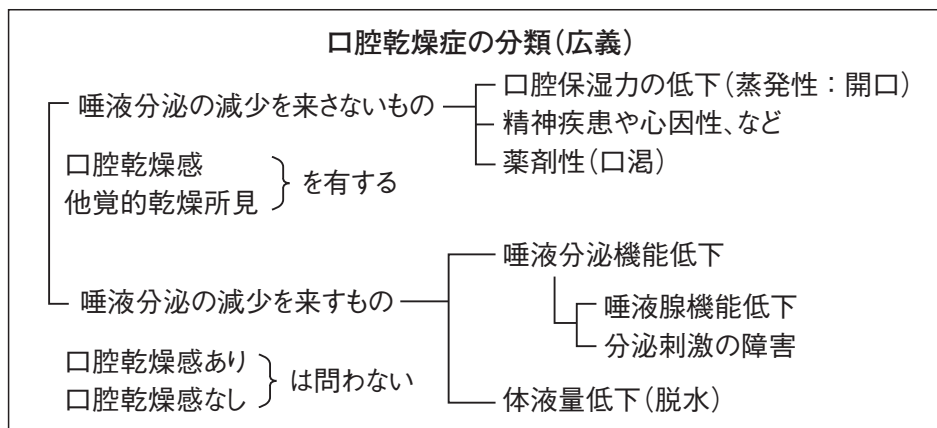 口腔乾燥症の分類(広義)
唾液分泌の減少を来さないもの
口腔保湿力の低下(蒸発性：開口)
精神疾患や心因性、など
薬剤性(口渇)
口腔乾燥感
他覚的乾燥所見
を有する
唾液分泌の減少を来すもの
唾液分泌機能低下
唾液腺機能低下
分泌刺激の障害
口腔乾燥感あり
口腔乾燥感なし
は問わない
体液量低下(脱水)